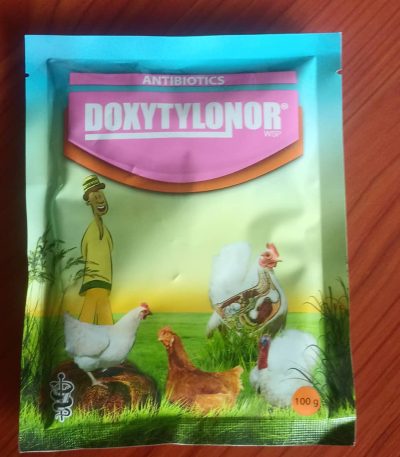 ANTIBIOTICS
DOXYTYLONOR®
WSP
100 g